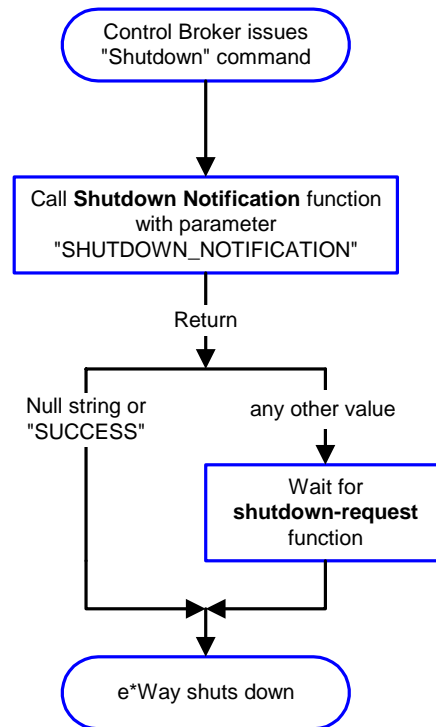 Control Broker issues
"Shutdown" command
Call Shutdown Notification function
with parameter
"SHUTDOWN_NOTIFICATION"
Return
Null string or
"SUCCESS"
any other value
Wait for
shutdown-request
function
e*Way shuts down